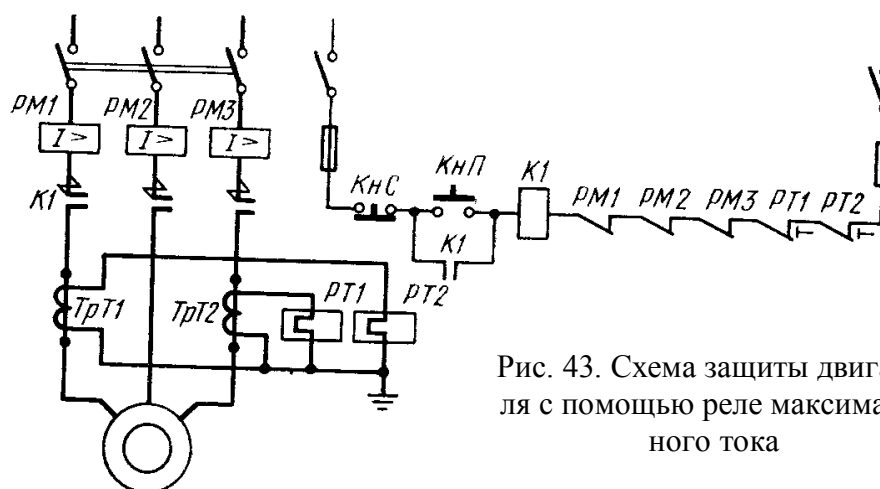 РМ1 РМ2 РМ3
I> I> I>
К1
КнС КнП К1 РМ1 РМ2 РМ3 РТ1 РТ2
К1
ТрТ1 ТрТ2 РТ1 РТ2
Рис. 43. Схема защиты двига
ля с помощью реле максима
ного тока